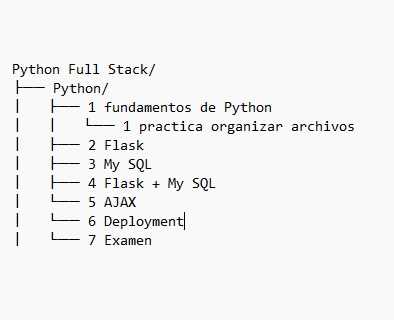 Python Full Stack/
├── Python/
│   ├── 1 fundamentos de Python
│   │   └── 1 practica organizar archivos
│   ├── 2 Flask
│   ├── 3 My SQL
│   ├── 4 Flask + My SQL
│   └── 5 AJAX
│   └── 6 Deployment
│   └── 7 Examen